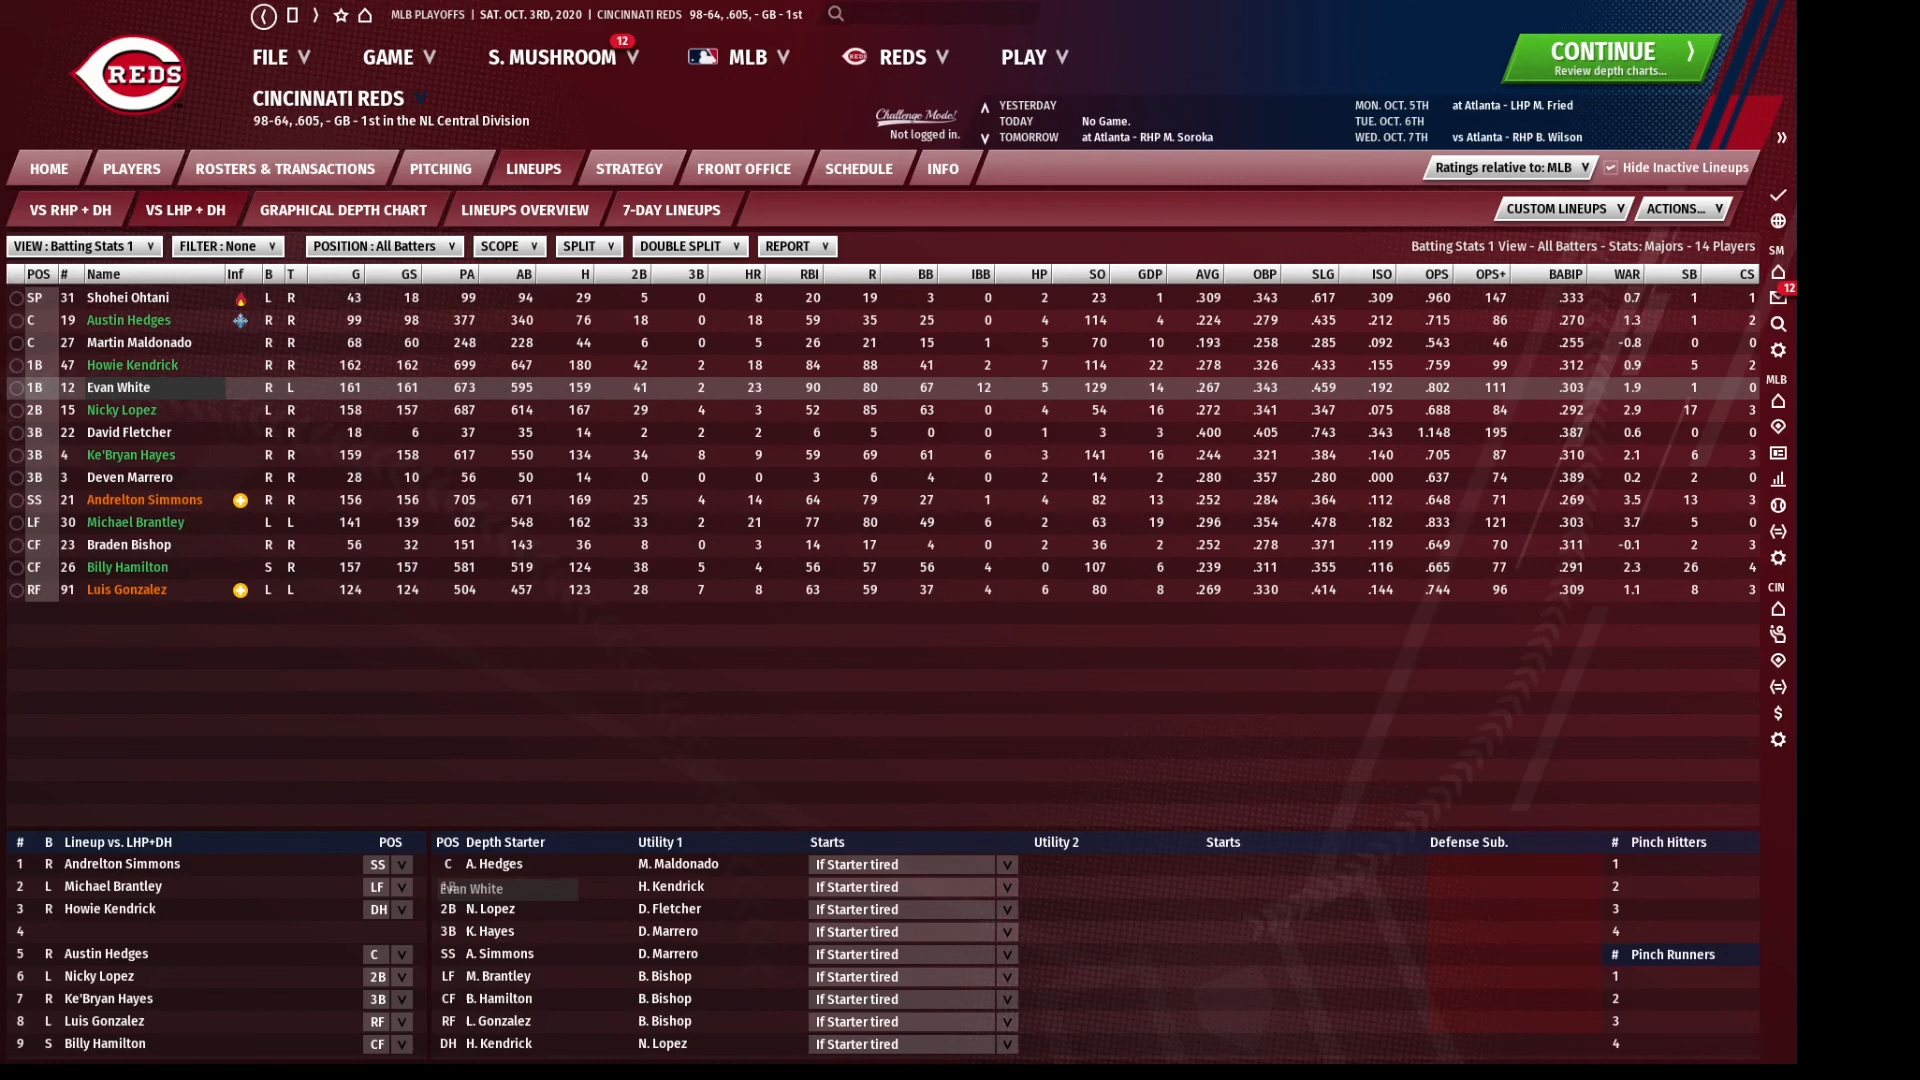 MLB PLAYOFFS | SAT. OCT. 3RD, 2020 | CINCINNATI REDS 98-64, .605, - GB - 1st
REDS
FILE GAME S. MUSHROOM 12 MLB REDS PLAY
CONTINUE
Review depth charts...
CINCINNATI REDS
98-64, .605, - GB - 1st in the NL Central Division
Challenge Mode!
Not logged in.
YESTERDAY
TODAY No Game.
TOMORROW at Atlanta - RHP M. Soroka
MON. OCT. 5TH at Atlanta - LHP M. Fried
TUE. OCT. 6TH
WED. OCT. 7TH vs Atlanta - RHP B. Wilson
HOME PLAYERS ROSTERS & TRANSACTIONS PITCHING LINEUPS STRATEGY FRONT OFFICE SCHEDULE INFO Ratings relative to: MLB Hide Inactive Lineups
VS RHP + DH VS LHP + DH GRAPHICAL DEPTH CHART LINEUPS OVERVIEW 7-DAY LINEUPS CUSTOM LINEUPS ACTIONS...
VIEW : Batting Stats 1 FILTER : None POSITION : All Batters SCOPE SPLIT DOUBLE SPLIT REPORT Batting Stats 1 View - All Batters - Stats: Majors - 14 Players
POS # Name Inf B T G GS PA AB H 2B 3B HR RBI R BB IBB HP SO GDP AVG OBP SLG ISO OPS OPS+ BABIP WAR SB CS
SP 31 Shohei Ohtani L R 43 18 99 94 29 5 0 8 20 19 3 0 2 23 1 .309 .343 .617 .309 .960 147 .333 0.7 1 1
C 19 Austin Hedges R R 99 98 377 340 76 18 0 18 59 35 25 0 4 114 4 .224 .279 .435 .212 .715 86 .270 1.3 1 2
C 27 Martin Maldonado R R 68 60 248 228 44 6 0 5 26 21 15 1 5 70 10 .193 .258 .285 .092 .543 46 .255 -0.8 0 0
1B 47 Howie Kendrick R R 162 162 699 647 180 42 2 18 84 88 41 2 7 114 22 .278 .326 .433 .155 .759 99 .312 0.9 5 2
1B 12 Evan White R L 161 161 673 595 159 41 2 23 90 80 67 12 5 129 14 .267 .343 .459 .192 .802 111 .303 1.9 1 0
2B 15 Nicky Lopez L R 158 157 687 614 167 29 4 3 52 85 63 0 4 54 16 .272 .341 .347 .075 .688 84 .292 2.9 17 3
3B 22 David Fletcher R R 18 6 37 35 14 2 2 2 6 5 0 0 1 3 3 .400 .405 .743 .343 1.148 195 .387 0.6 0 0
3B 4 Ke'Bryan Hayes R R 159 158 617 550 134 34 8 9 59 69 61 6 3 141 16 .244 .321 .384 .140 .705 87 .310 2.1 6 3
3B 3 Deven Marrero R R 28 10 56 50 14 0 0 0 3 6 4 0 2 14 2 .280 .357 .280 .000 .637 74 .389 0.2 2 0
SS 21 Andrelton Simmons R R 156 156 705 671 169 25 4 14 64 79 27 1 4 82 13 .252 .284 .364 .112 .648 71 .269 3.5 13 3
LF 30 Michael Brantley L L 141 139 602 548 162 33 2 21 77 80 49 6 2 63 19 .296 .354 .478 .182 .833 121 .303 3.7 5 0
CF 23 Braden Bishop R R 56 32 151 143 36 8 0 3 14 17 4 0 2 36 2 .252 .278 .371 .119 .649 70 .311 -0.1 2 3
CF 26 Billy Hamilton S R 157 157 581 519 124 38 5 4 56 57 56 4 0 107 6 .239 .311 .355 .116 .665 77 .291 2.3 26 4
RF 91 Luis Gonzalez L L 124 124 504 457 123 28 7 8 63 59 37 4 6 80 8 .269 .330 .414 .144 .744 96 .309 1.1 8 3
SM
12
MLB
CIN
$
# B Lineup vs. LHP+DH POS
1 R Andrelton Simmons SS
2 L Michael Brantley LF
3 R Howie Kendrick DH
4
5 R Austin Hedges C
6 L Nicky Lopez 2B
7 R Ke'Bryan Hayes 3B
8 L Luis Gonzalez RF
9 S Billy Hamilton CF
POS Depth Starter Utility 1 Starts Utility 2 Starts Defense Sub.
C A. Hedges M. Maldonado If Starter tired
Evan White H. Kendrick If Starter tired
2B N. Lopez D. Fletcher If Starter tired
3B K. Hayes D. Marrero If Starter tired
SS A. Simmons D. Marrero If Starter tired
LF M. Brantley B. Bishop If Starter tired
CF B. Hamilton B. Bishop If Starter tired
RF L. Gonzalez B. Bishop If Starter tired
DH H. Kendrick N. Lopez If Starter tired
# Pinch Hitters
1
2
3
4
# Pinch Runners
1
2
3
4